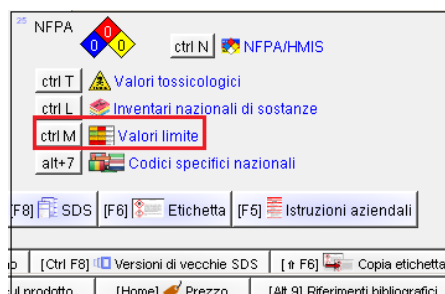 25 NFPA
0 0 0
ctrl N NFPA/HMIS
ctrl T Valori tossicologici
ctrl L Inventari nazionali di sostanze
ctrl M Valori limite
alt+7 Codici specifici nazionali
[F8] SDS [F6] Etichetta [F5] Istruzioni aziendali
[Ctrl F8] Versioni di vecchie SDS [⇑ F6] Copia etichetta
prodotto [Home] Prezzo [Alt 9] Riferimenti bibliografici